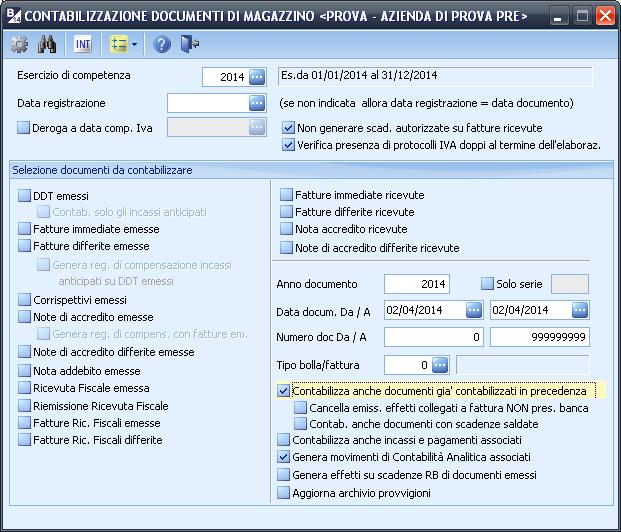 CONTABILIZZAZIONE DOCUMENTI DI MAGAZZINO <PROVA - AZIENDA DI PROVA PRE>
INT
Esercizio di competenza 2014 ... Es.da 01/01/2014 al 31/12/2014
Data registrazione ... (se non indicata allora data registrazione = data documento)
Deroga a data comp. Iva ... Non generare scad. autorizzate su fatture ricevute
Verifica presenza di protocolli IVA doppi al termine dell'elaboraz.
Selezione documenti da contabilizzare
DDT emessi
Contab. solo gli incassi anticipati
Fatture immediate emesse
Fatture differite emesse
Genera reg. di compensazione incassi
anticipati su DDT emessi
Corrispettivi emessi
Note di accredito emesse
Genera reg. di compens. con fatture em.
Note di accredito differite emesse
Nota addebito emesse
Ricevuta Fiscale emessa
Riemissione Ricevuta Fiscale
Fatture Ric. Fiscali emesse
Fatture Ric. Fiscali differite
Fatture immediate ricevute
Fatture differite ricevute
Nota accredito ricevute
Note di accredito differite ricevute
Anno documento 2014 Solo serie
Data docum. Da / A 02/04/2014 ... 02/04/2014 ...
Numero doc Da / A 0 999999999
Tipo bolla/fattura 0 ...
Contabilizza anche documenti gia' contabilizzati in precedenza
Cancella emiss. effetti collegati a fattura NON pres. banca
Contab. anche documenti con scadenze saldate
Contabilizza anche incassi e pagamenti associati
Genera movimenti di Contabilità Analitica associati
Genera effetti su scadenze RB di documenti emessi
Aggiorna archivio provvigioni